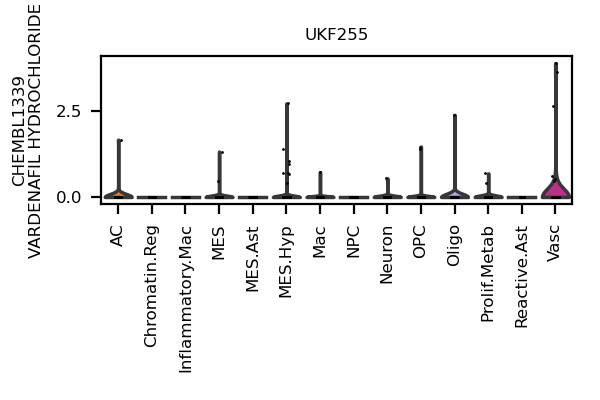 UKF255
CHEMBL1339
VARDENAFIL HYDROCHLORIDE
2.5
0.0
AC
Chromatin.Reg
Inflammatory.Mac
MES
MES.Ast
MES.Hyp
Mac
NPC
Neuron
OPC
Oligo
Prolif.Metab
Reactive.Ast
Vasc